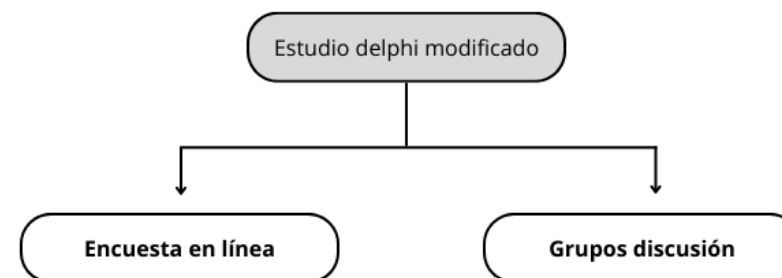 Estudio delphi modificado
Encuesta en línea
Grupos discusión